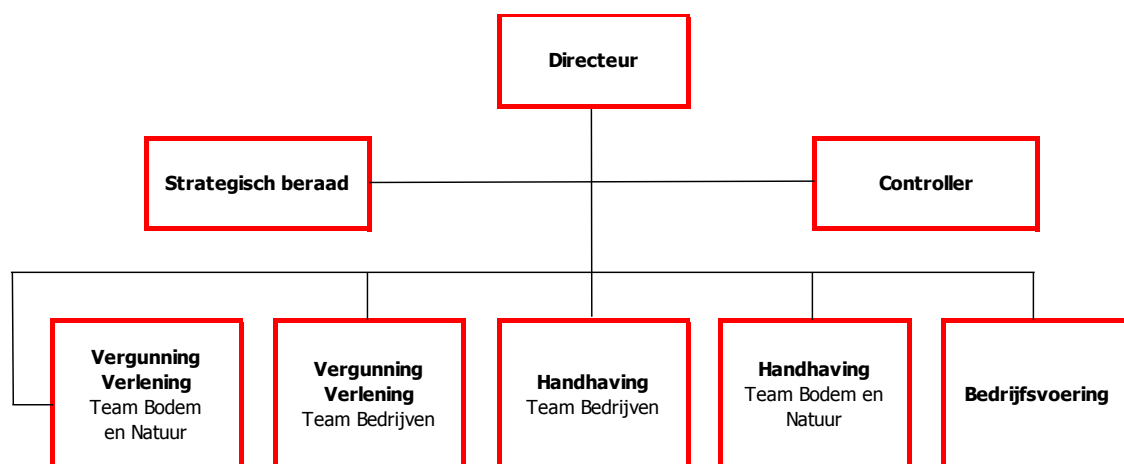 Directeur
Strategisch beraad
Controller
Vergunning
Verlening
Team Bodem
en Natuur
Vergunning
Verlening
Team Bedrijven
Handhaving
Team Bedrijven
Handhaving
Team Bodem en
Natuur
Bedrijfsvoering